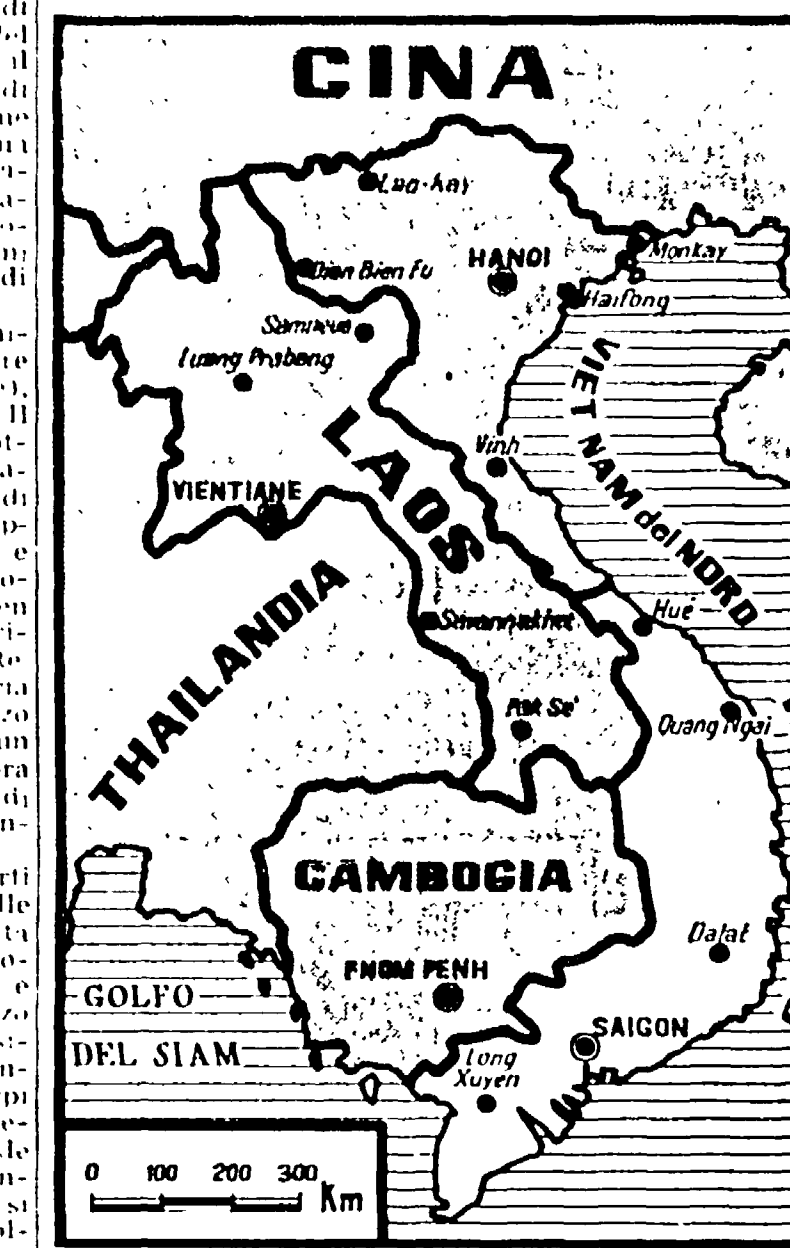 CINA
Lao-kay
HANOI
Monkay
Dien Bien Fu
Haifong
Samneua
Luang Prabang
VIET NAM del NORD
LAOS
Vinh
VIENTIANE
THAILANDIA
Hué
Savannakhet
Pak Se'
Quang Ngai
CAMBOGIA
Dalat
PNOM PENH
GOLFO
DEL SIAM
SAIGON
Long
Xuyen
0 100 200 300 Km